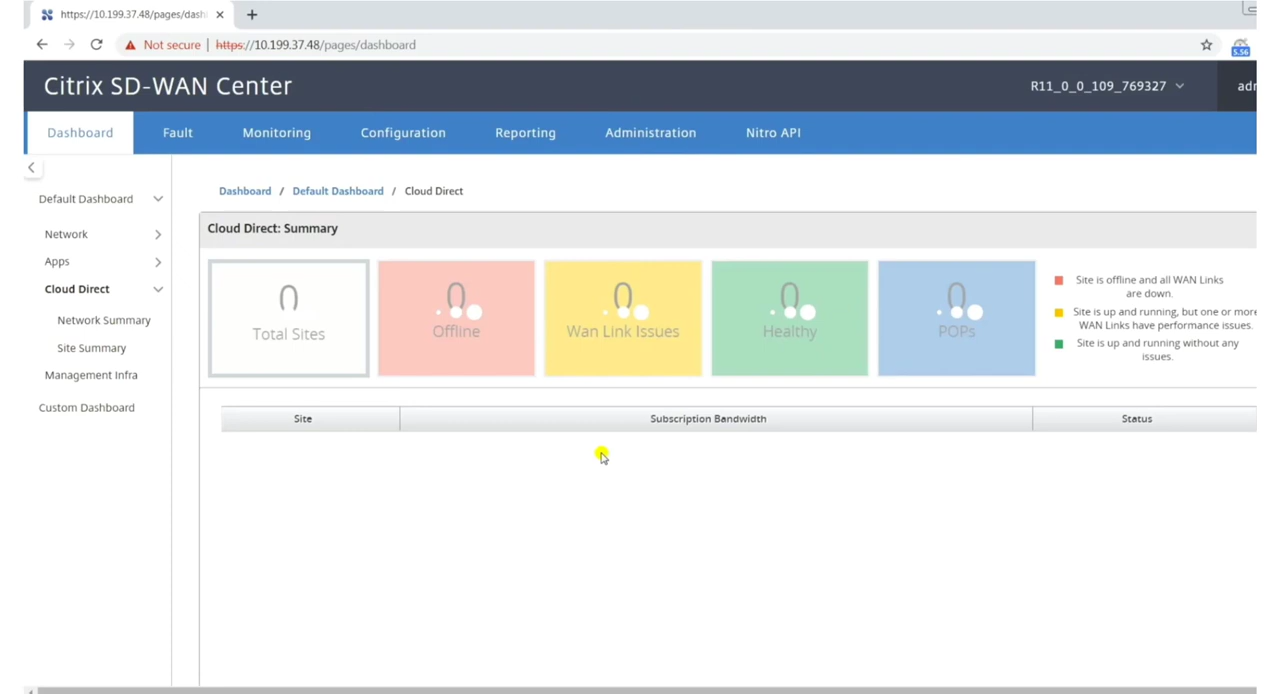 https://10.199.37.48/pages/dash
Not secure | https://10.199.37.48/pages/dashboard
5.56
Citrix SD-WAN Center
R11_0_0_109_769327
Dashboard Fault Monitoring Configuration Reporting Administration Nitro API
Dashboard / Default Dashboard / Cloud Direct
Default Dashboard
Network
Apps
Cloud Direct
Network Summary
Site Summary
Management Infra
Custom Dashboard
Cloud Direct: Summary
0
Total Sites
0
Offline
0
Wan Link Issues
0
Healthy
0
POPs
Site is offline and all WAN Links
are down.
Site is up and running, but one or more
WAN Links have performance issues.
Site is up and running without any
issues.
Site Subscription Bandwidth Status